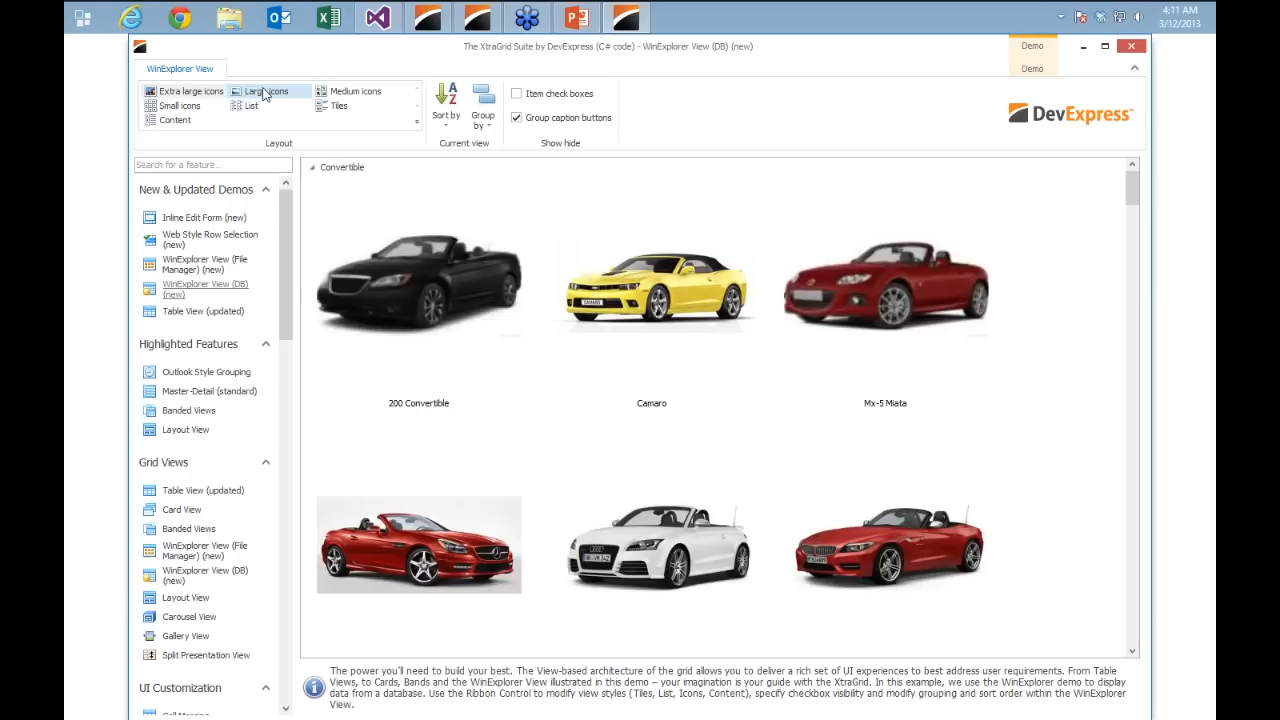 4:11 AM
3/12/2013
The XtraGrid Suite by DevExpress (C# code) - WinExplorer View (DB) (new)
Demo
WinExplorer View
Demo
Extra large icons
Large icons
Medium icons
Small icons
List
Tiles
Content
Sort by
Group by
Item check boxes
Group caption buttons
Layout
Current view
Show hide
DevExpress
Search for a feature...
New & Updated Demos
Inline Edit Form (new)
Web Style Row Selection
(new)
WinExplorer View (File
Manager) (new)
WinExplorer View (DB)
(new)
Table View (updated)
Highlighted Features
Outlook Style Grouping
Master-Detail (standard)
Banded Views
Layout View
Grid Views
Table View (updated)
Card View
Banded Views
WinExplorer View (File
Manager) (new)
WinExplorer View (DB)
(new)
Layout View
Carousel View
Gallery View
Split Presentation View
UI Customization
Convertible
CAMARO
200 Convertible
Camaro
Mx-5 Miata
The power you'll need to build your best. The View-based architecture of the grid allows you to deliver a rich set of UI experiences to best address user requirements. From Table
Views, to Cards, Bands and the WinExplorer View illustrated in this demo – your imagination is your guide with the XtraGrid. In this example, we use the WinExplorer demo to display
data from a database. Use the Ribbon Control to modify view styles (Tiles, List, Icons, Content), specify checkbox visibility and modify grouping and sort order within the WinExplorer
View.